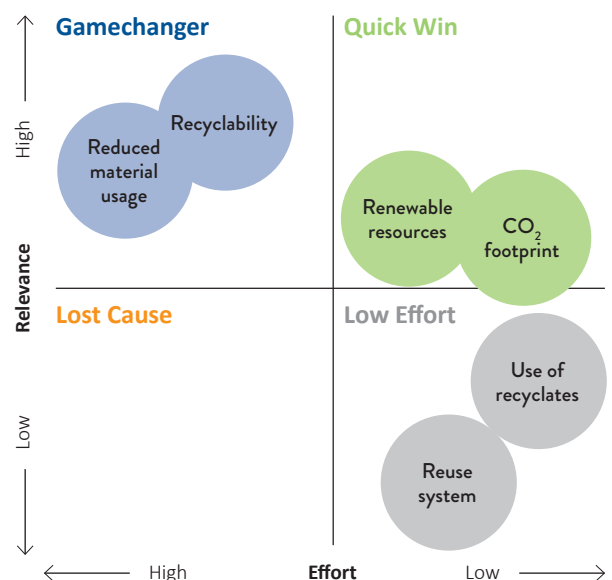 Gamechanger
Quick Win
High
Recyclability
Reduced
material
usage
Renewable
resources
CO₂
footprint
Relevance
Lost Cause
Low Effort
Use of
recyclates
Low
Reuse
system
High
Effort
Low